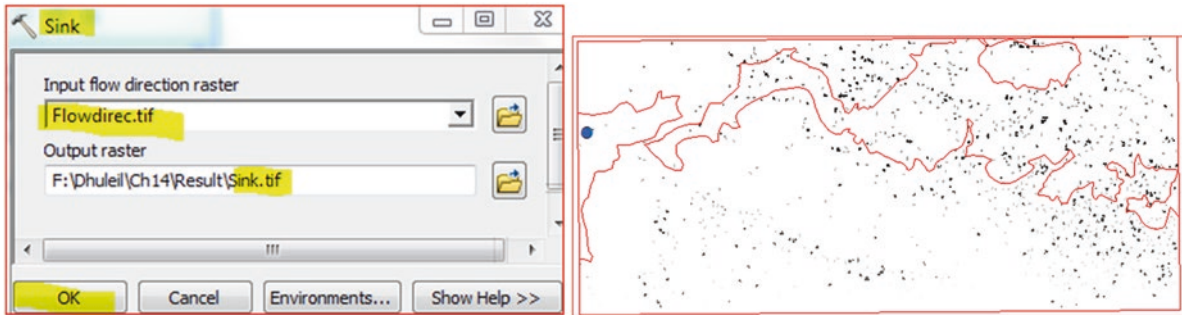 Sink
Input flow direction raster
Flowdirec.tif
Output raster
F:\Dhuleil\Ch14\Result\Sink.tif
OK
Cancel
Environments...
Show Help >>